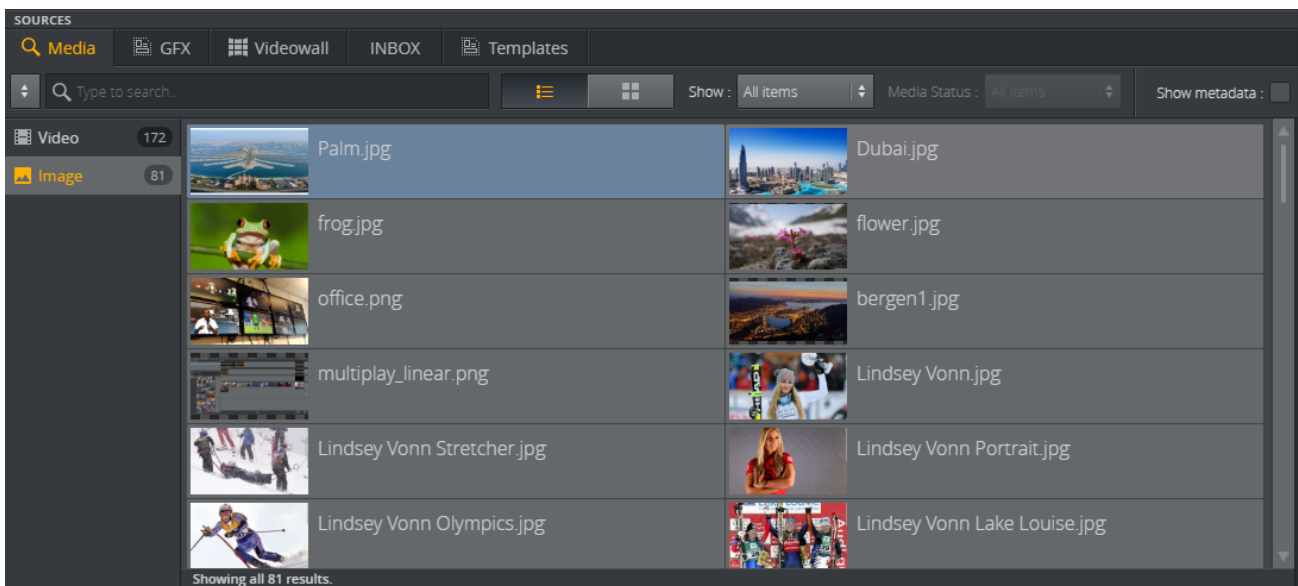 SOURCES
Media GFX Videowall INBOX Templates
Type to search.. Show : All items Media Status : All items Show metadata :
Video 172
Image 81
Palm.jpg Dubai.jpg
frog.jpg flower.jpg
office.png bergen1.jpg
multiplay_linear.png Lindsey Vonn.jpg
Lindsey Vonn Stretcher.jpg Lindsey Vonn Portrait.jpg
Lindsey Vonn Olympics.jpg Lindsey Vonn Lake Louise.jpg
Showing all 81 results.